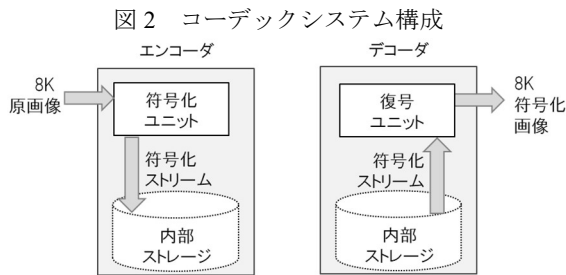 図2 コーデックシステム構成
エンコーダ
8K
原画像
符号化
ユニット
符号化
ストリーム
内部
ストレージ
デコーダ
復号
ユニット
8K
符号化
画像
符号化
ストリーム
内部
ストレージ